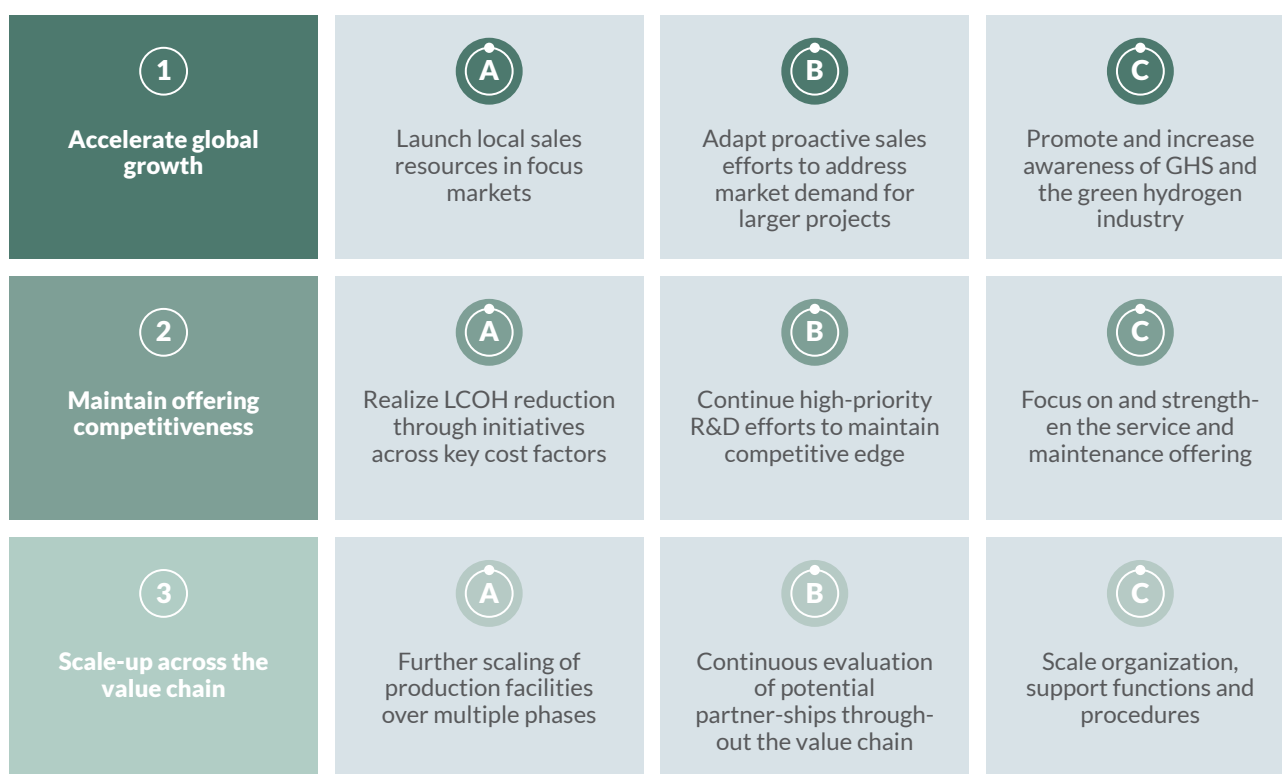 1
Accelerate global
growth
A
Launch local sales
resources in focus
markets
B
Adapt proactive sales
efforts to address
market demand for
larger projects
C
Promote and increase
awareness of GHS and
the green hydrogen
industry
2
Maintain offering
competitiveness
A
Realize LCOH reduction
through initiatives
across key cost factors
B
Continue high-priority
R&D efforts to maintain
competitive edge
C
Focus on and strength-
en the service and
maintenance offering
3
Scale-up across the
value chain
A
Further scaling of
production facilities
over multiple phases
B
Continuous evaluation
of potential
partner-ships through-
out the value chain
C
Scale organization,
support functions and
procedures